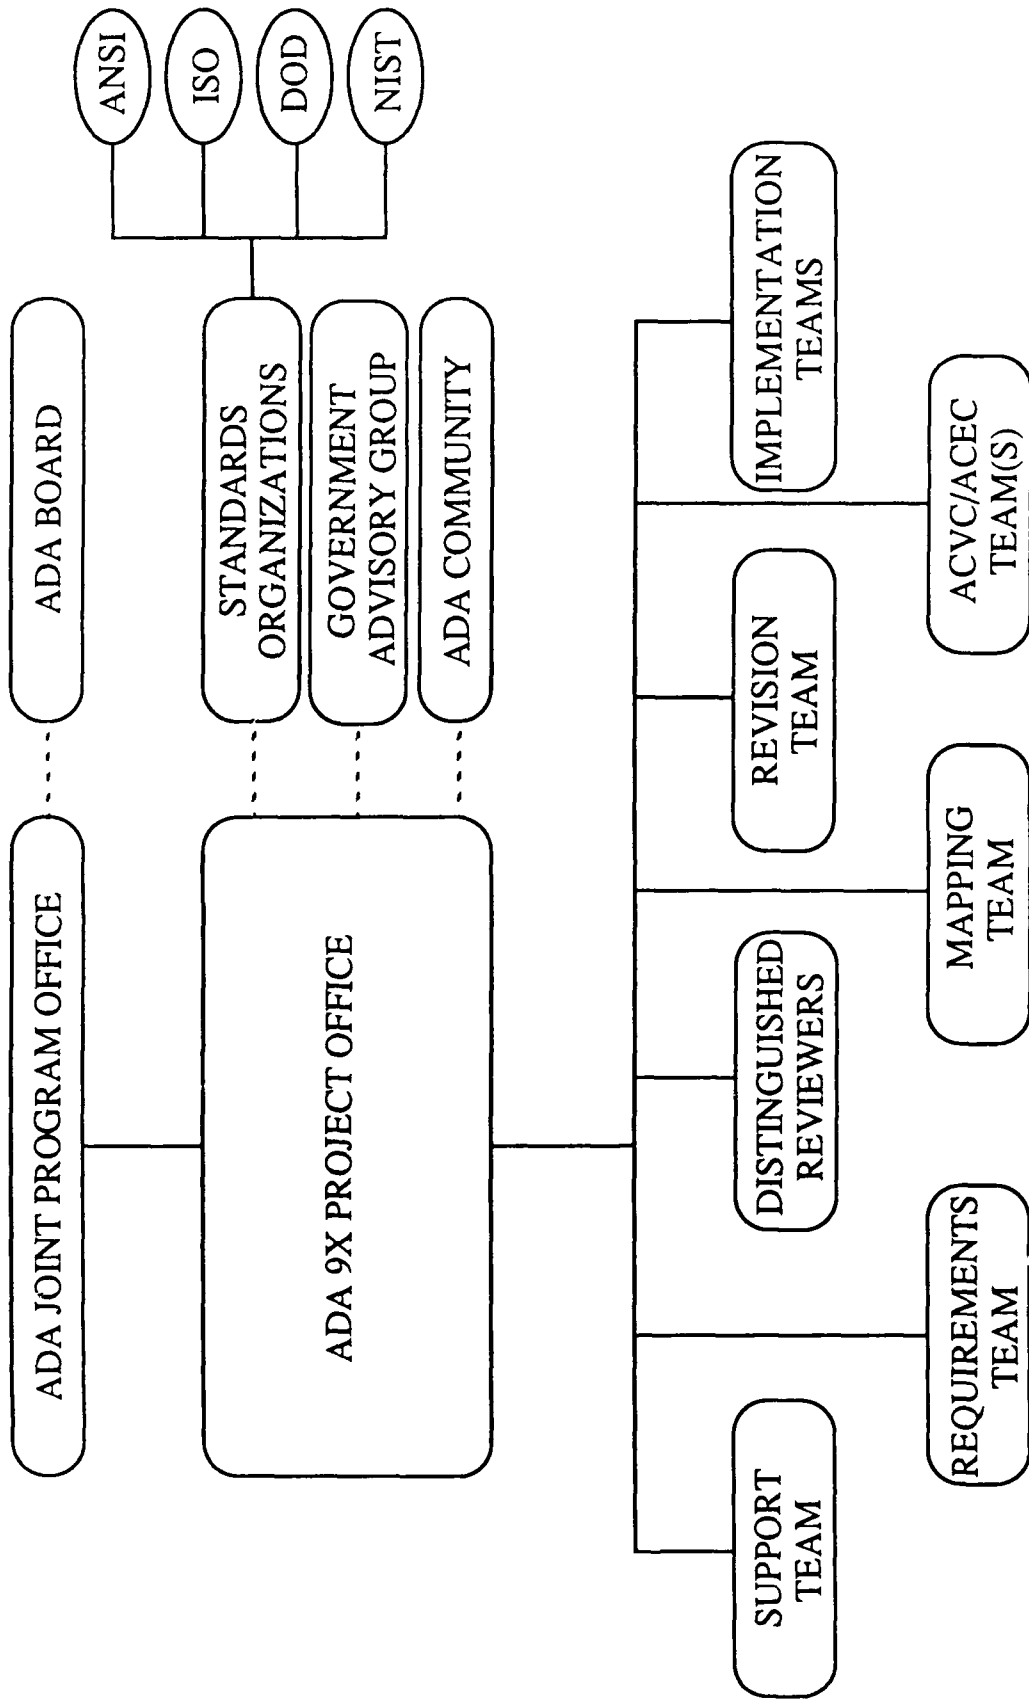 ADA JOINT PROGRAM OFFICE
ADA BOARD
ADA 9X PROJECT OFFICE
STANDARDS
ORGANIZATIONS
GOVERNMENT
ADVISORY GROUP
ADA COMMUNITY
ANSI
ISO
DOD
NIST
SUPPORT
TEAM
DISTINGUISHED
REVIEWERS
REVISION
TEAM
IMPLEMENTATION
TEAMS
REQUIREMENTS
TEAM
MAPPING
TEAM
ACVC/ACEC
TEAM(S)